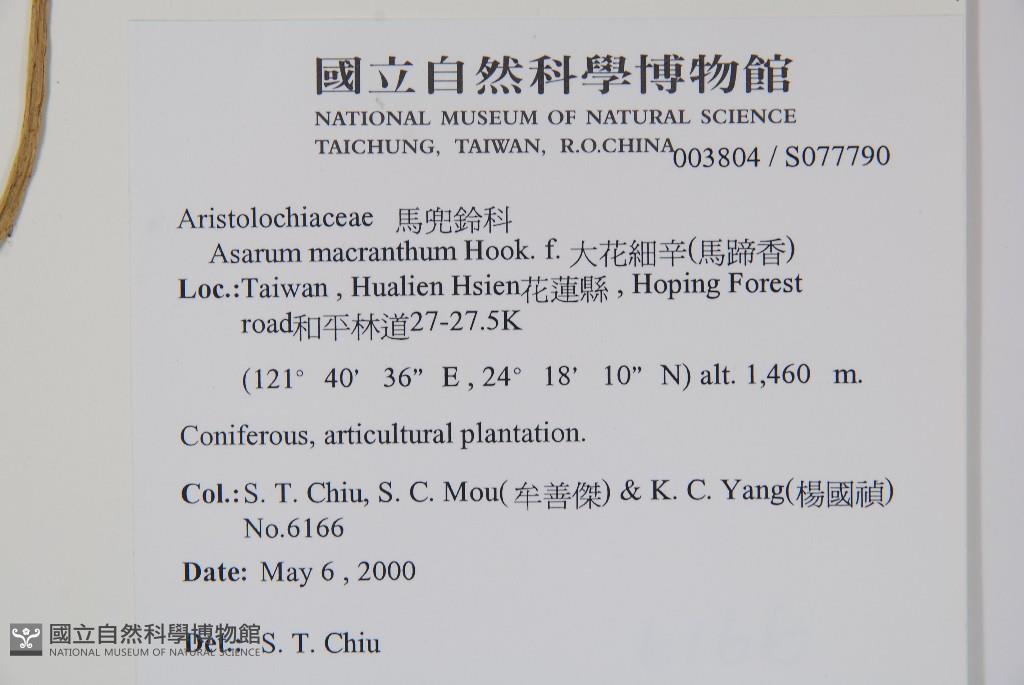 國立自然科學博物館
NATIONAL MUSEUM OF NATURAL SCIENCE
TAICHUNG, TAIWAN, R.O.CHINA
003804 / S077790
Aristolochiaceae 馬兜鈴科
Asarum macranthum Hook. f. 大花細辛(馬蹄香)
Loc.:Taiwan , Hualien Hsien花蓮縣 , Hoping Forest
road和平林道27-27.5K
(121° 40’ 36” E , 24° 18’ 10” N) alt. 1,460 m.
Coniferous, articultural plantation.
Col.:S. T. Chiu, S. C. Mou(牟善傑) & K. C. Yang(楊國禎)
No.6166
Date: May 6 , 2000
Det.: S. T. Chiu
國立自然科學博物館
NATIONAL MUSEUM OF NATURAL SCIENCE